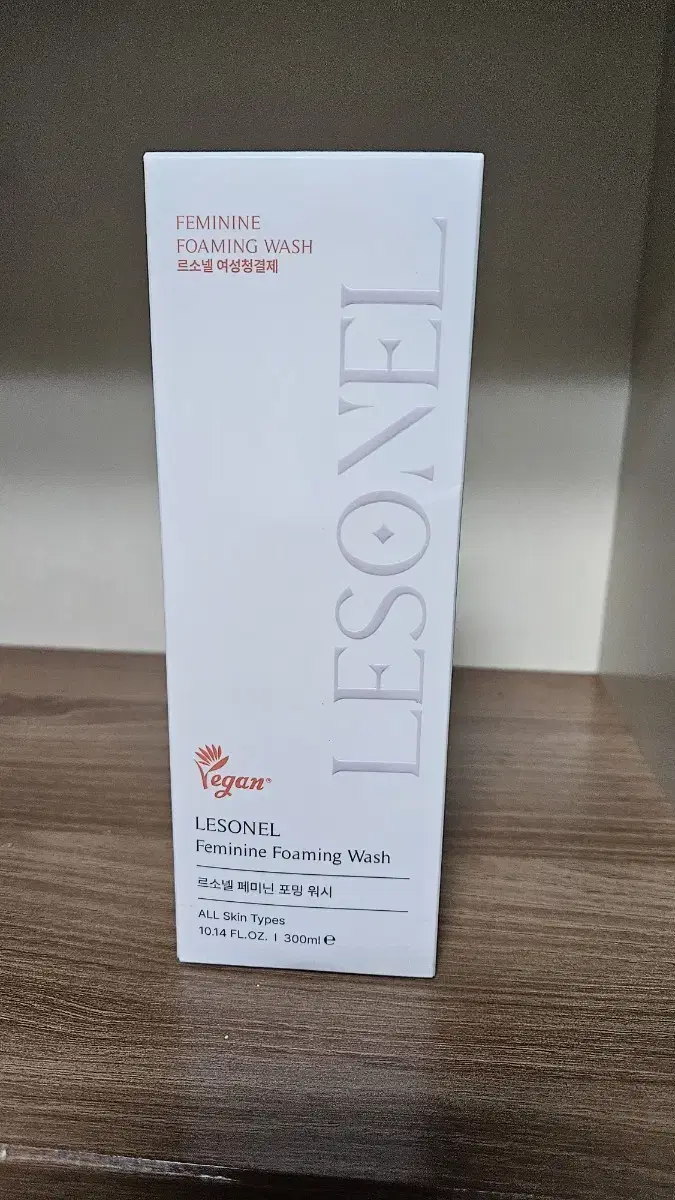 FEMININE
FOAMING WASH
르소넬 여성청결제
LESONEL
Vegan®
LESONEL
Feminine Foaming Wash
르소넬 페미닌 포밍 워시
ALL Skin Types
10.14 FL.OZ. I 300ml ℮